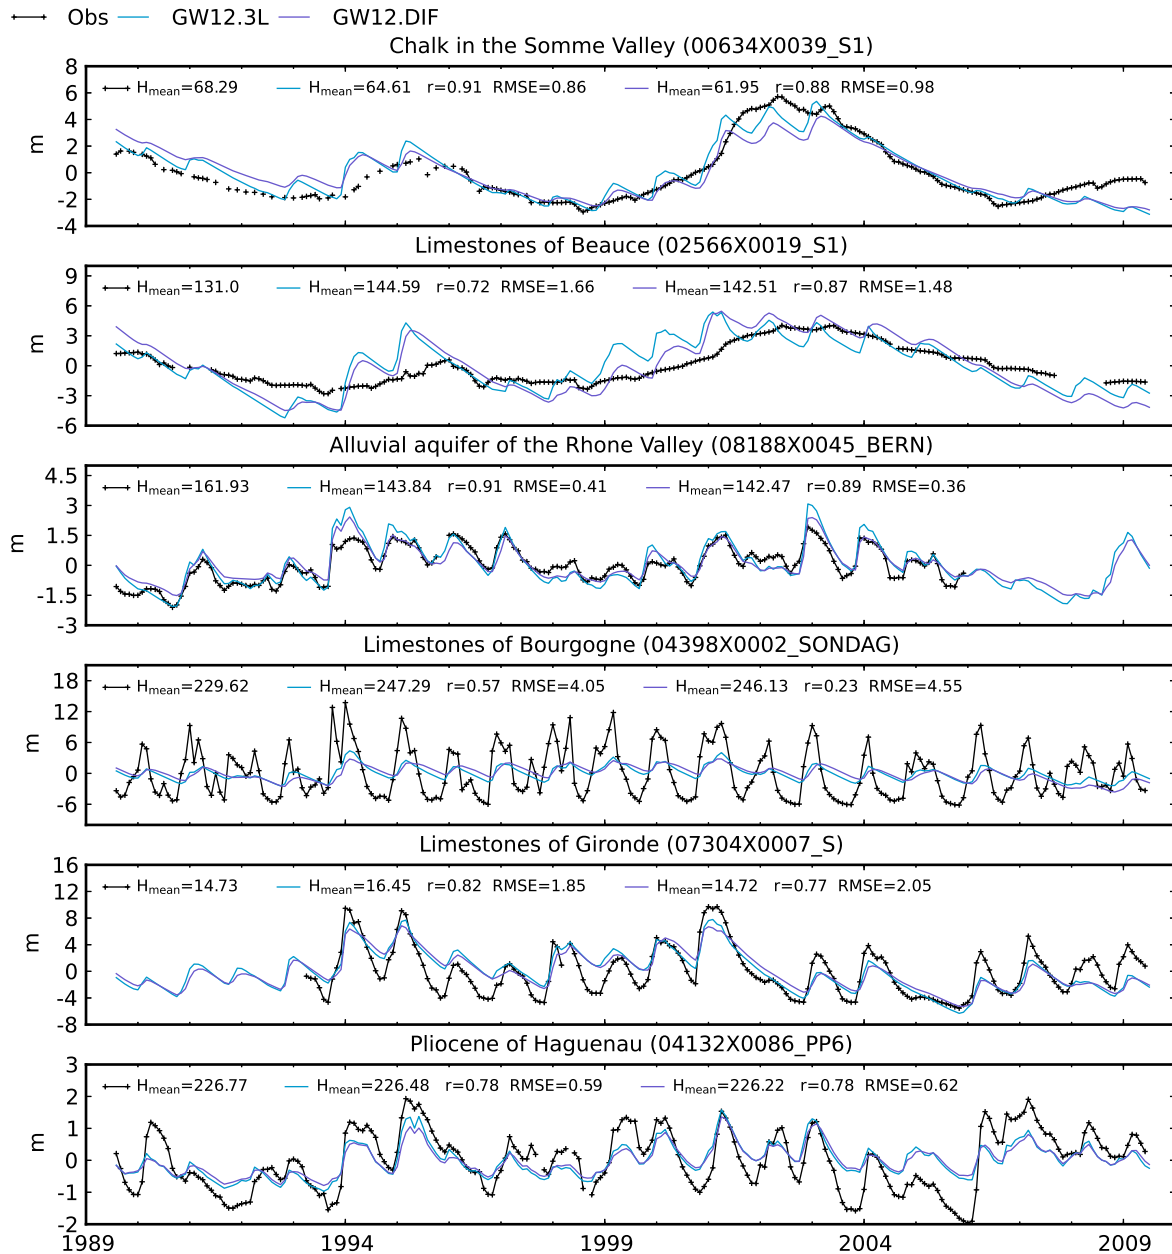 Obs GW12.3L GW12.DIF
Chalk in the Somme Valley (00634X0039_S1)
8
6
4
2
0
-2
-4
m
Hmean=68.29 Hmean=64.61 r=0.91 RMSE=0.86 Hmean=61.95 r=0.88 RMSE=0.98
Limestones of Beauce (02566X0019_S1)
9
6
3
0
-3
-6
m
Hmean=131.0 Hmean=144.59 r=0.72 RMSE=1.66 Hmean=142.51 r=0.87 RMSE=1.48
Alluvial aquifer of the Rhone Valley (08188X0045_BERN)
4.5
3
1.5
0
-1.5
-3
m
Hmean=161.93 Hmean=143.84 r=0.91 RMSE=0.41 Hmean=142.47 r=0.89 RMSE=0.36
Limestones of Bourgogne (04398X0002_SONDAG)
18
12
6
0
-6
m
Hmean=229.62 Hmean=247.29 r=0.57 RMSE=4.05 Hmean=246.13 r=0.23 RMSE=4.55
Limestones of Gironde (07304X0007_S)
16
12
8
4
0
-4
-8
m
Hmean=14.73 Hmean=16.45 r=0.82 RMSE=1.85 Hmean=14.72 r=0.77 RMSE=2.05
Pliocene of Haguenau (04132X0086_PP6)
3
2
1
0
-1
-2
m
Hmean=226.77 Hmean=226.48 r=0.78 RMSE=0.59 Hmean=226.22 r=0.78 RMSE=0.62
1989 1994 1999 2004 2009